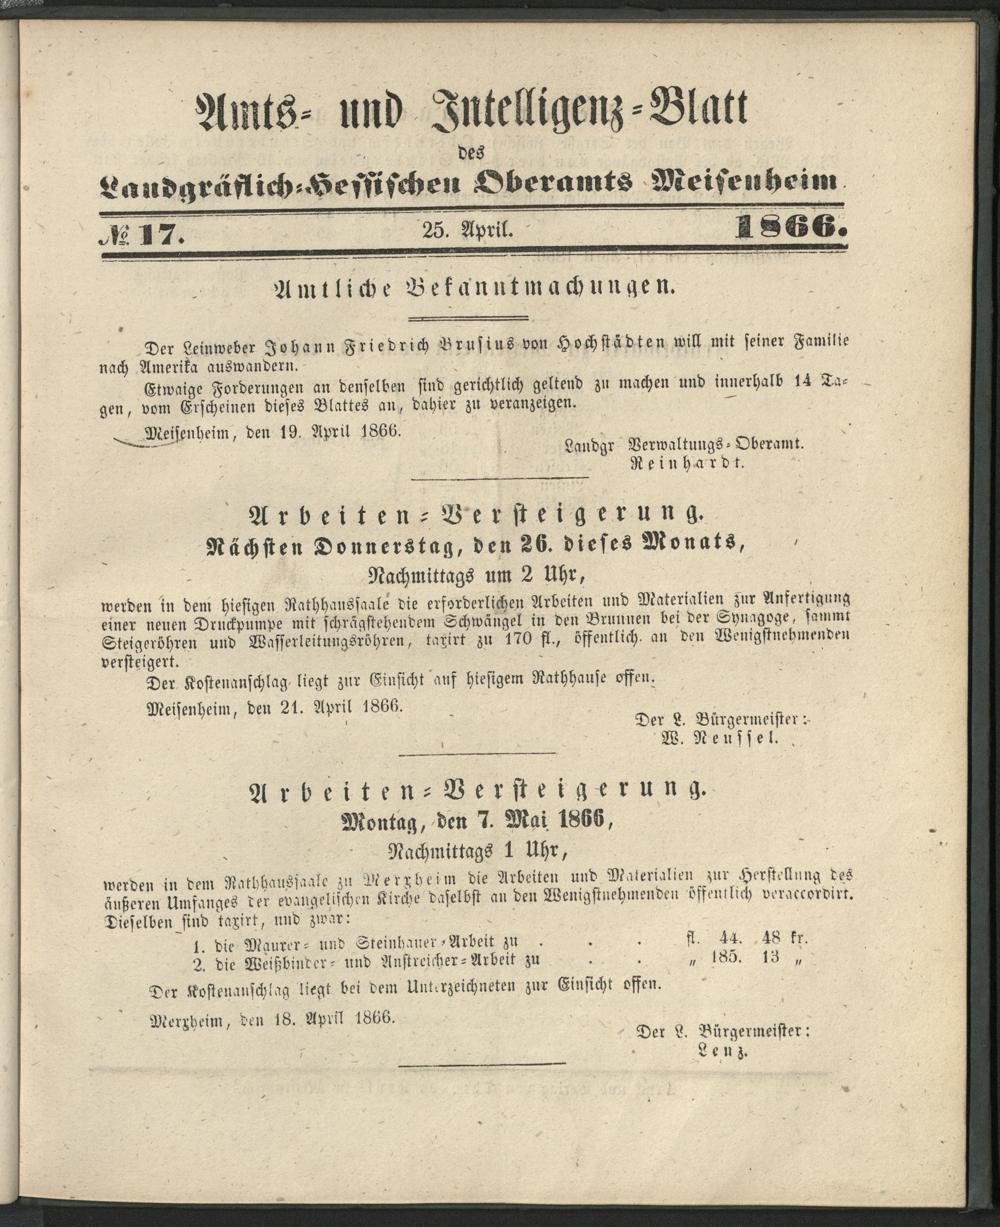 Amts- und Intelligenz-Blatt
des
Landgräflich-Hessischen Oberamts Meisenheim.
№ 17. 25. April. 1866.
Amtliche Bekanntmachungen.
Der Leinweber Johann Friedrich Brusius von Hochstädten will mit seiner Familie
nach Amerika auswandern.
Etwaige Forderungen an denselben sind gerichtlich geltend zu machen und innerhalb 14 Ta-
gen, vom Erscheinen dieses Blattes an, dahier zu veranzeigen.
Meisenheim, den 19. April 1866.
Landgr Verwaltungs-Oberamt.
Reinhardt.
Arbeiten-Versteigerung.
Nächsten Donnerstag, den 26. dieses Monats,
Nachmittags um 2 Uhr,
werden in dem hiesigen Rathhaussaale die erforderlichen Arbeiten und Materialien zur Anfertigung
einer neuen Druckpumpe mit schrägstehendem Schwängel in den Brunnen bei der Synagoge, sammt
Steigeröhren und Wasserleitungsröhren, taxirt zu 170 fl., öffentlich an den Wenigstnehmenden
versteigert.
Der Kostenanschlag liegt zur Einsicht auf hiesigem Rathhause offen.
Meisenheim, den 21. April 1866.
Der L. Bürgermeister:
W. Neussel.
Arbeiten-Versteigerung.
Montag, den 7. Mai 1866,
Nachmittags 1 Uhr,
werden in dem Rathhaussaale zu Merxheim die Arbeiten und Materialien zur Herstellung des
äußeren Umfanges der evangelischen Kirche daselbst an den Wenigstnehmenden öffentlich veraccordirt.
Dieselben sind taxirt, und zwar:
1. die Maurer- und Steinhauer-Arbeit zu . . . fl. 44. 48 kr.
2. die Weißbinder- und Anstreicher-Arbeit zu . . „ 185. 13 „
Der Kostenanschlag liegt bei dem Unterzeichneten zur Einsicht offen.
Merxheim, den 18. April 1866.
Der L. Bürgermeister:
Lenz.